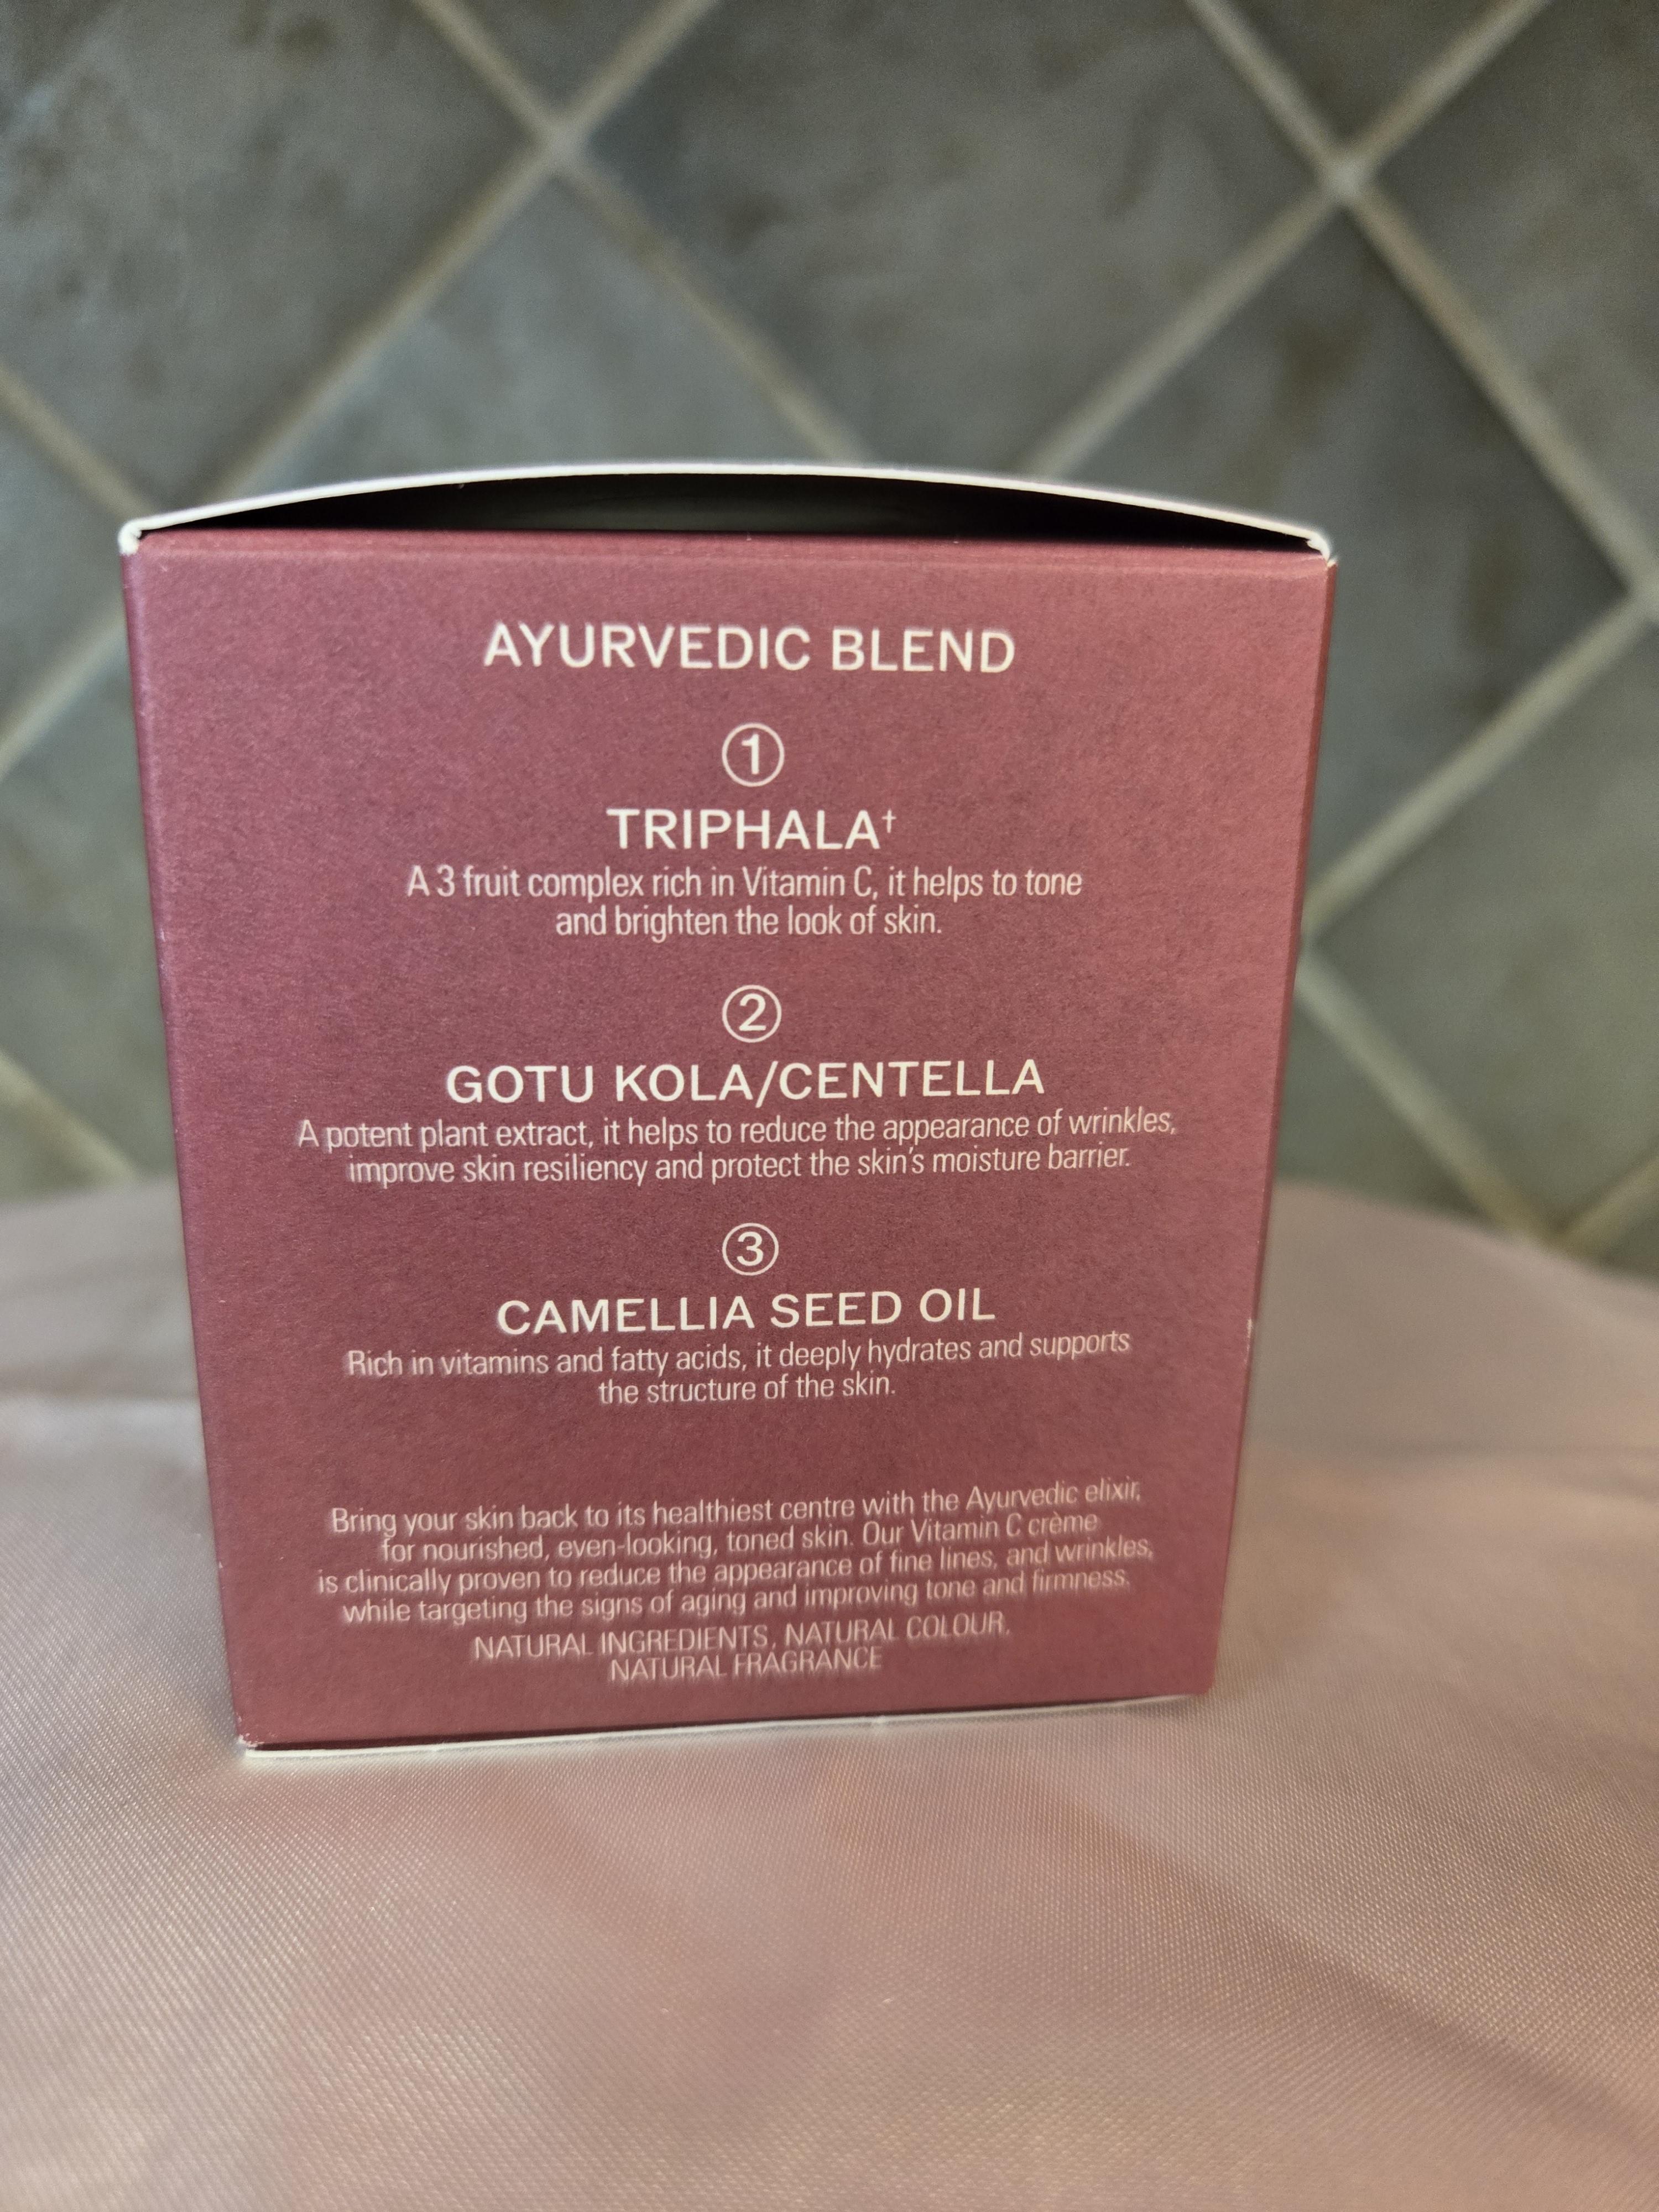 AYURVEDIC BLEND
①
TRIPHALA†
A 3 fruit complex rich in Vitamin C, it helps to tone
and brighten the look of skin.
②
GOTU KOLA/CENTELLA
A potent plant extract, it helps to reduce the appearance of wrinkles,
improve skin resiliency and protect the skin's moisture barrier.
③
CAMELLIA SEED OIL
Rich in vitamins and fatty acids, it deeply hydrates and supports
the structure of the skin.
Bring your skin back to its healthiest centre with the Ayurvedic elixir,
for nourished, even-looking, toned skin. Our Vitamin C crème
is clinically proven to reduce the appearance of fine lines, and wrinkles,
while targeting the signs of aging and improving tone and firmness.
NATURAL INGREDIENTS, NATURAL COLOUR,
NATURAL FRAGRANCE